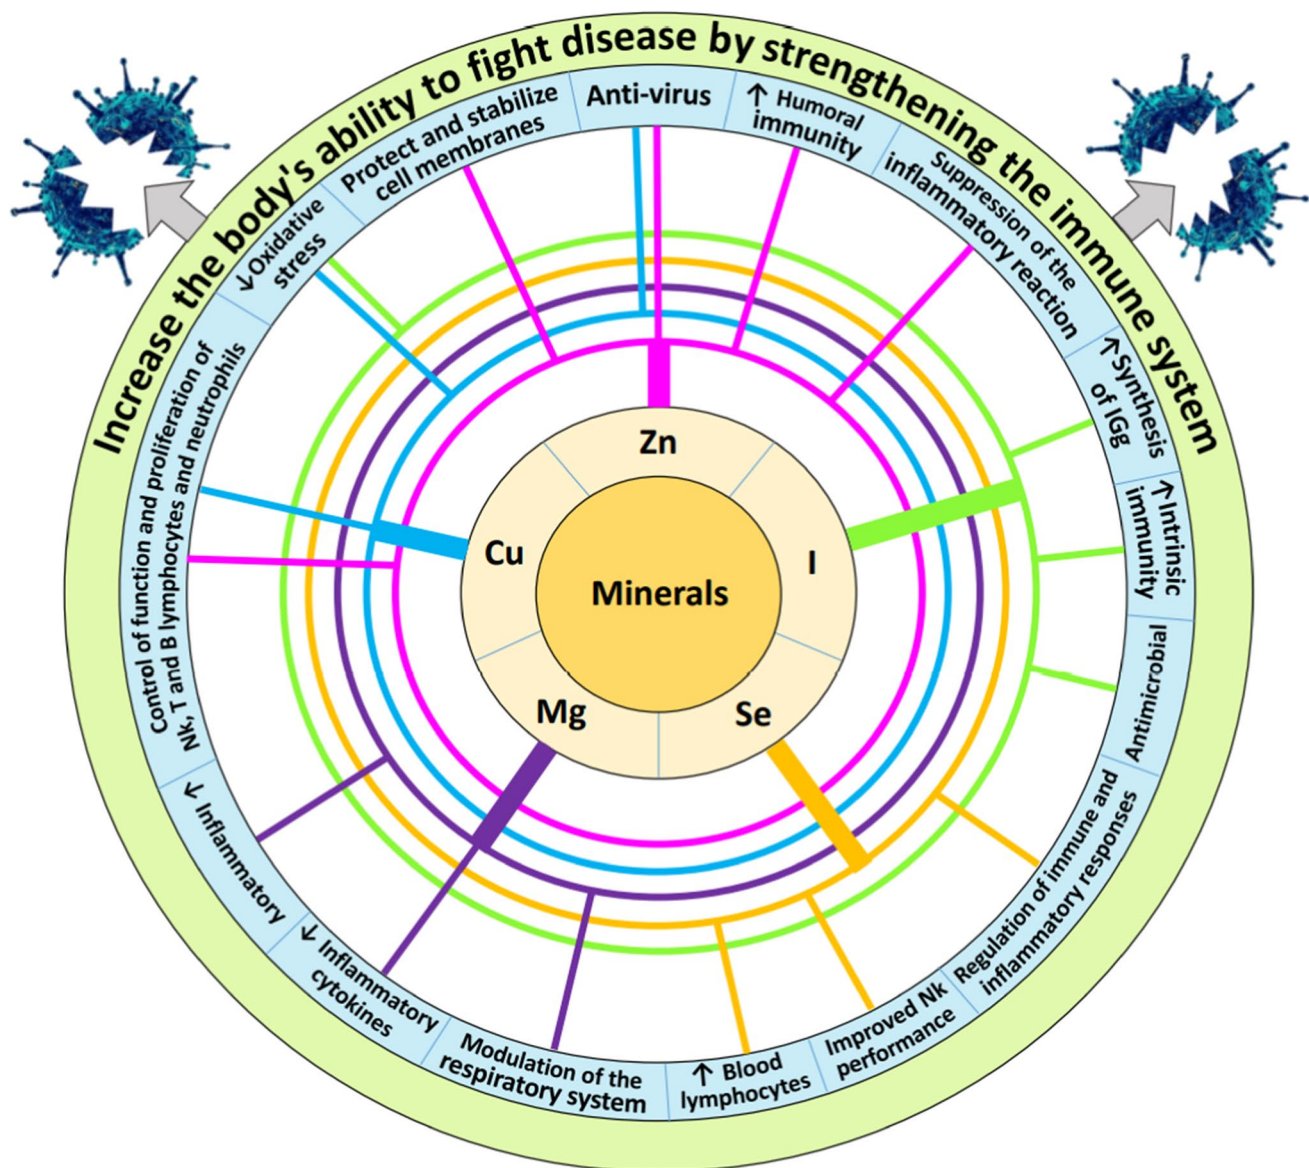 Increase the body's ability to fight disease by strengthening the immune system
Anti-virus
↑ Humoral
immunity
Suppression of the
inflammatory reaction
↑ Synthesis
of IGg
↑ Intrinsic
immunity
Antimicrobial
Regulation of immune and
inflammatory responses
Improved Nk
performance
↑ Blood
lymphocytes
Modulation of the
respiratory system
↓ Inflammatory
cytokines
↑ Inflammatory
Control of function and proliferation of
Nk, T and B lymphocytes and neutrophils
↓ Oxidative
stress
Protect and stabilize
cell membranes
Zn
I
Se
Mg
Cu
Minerals